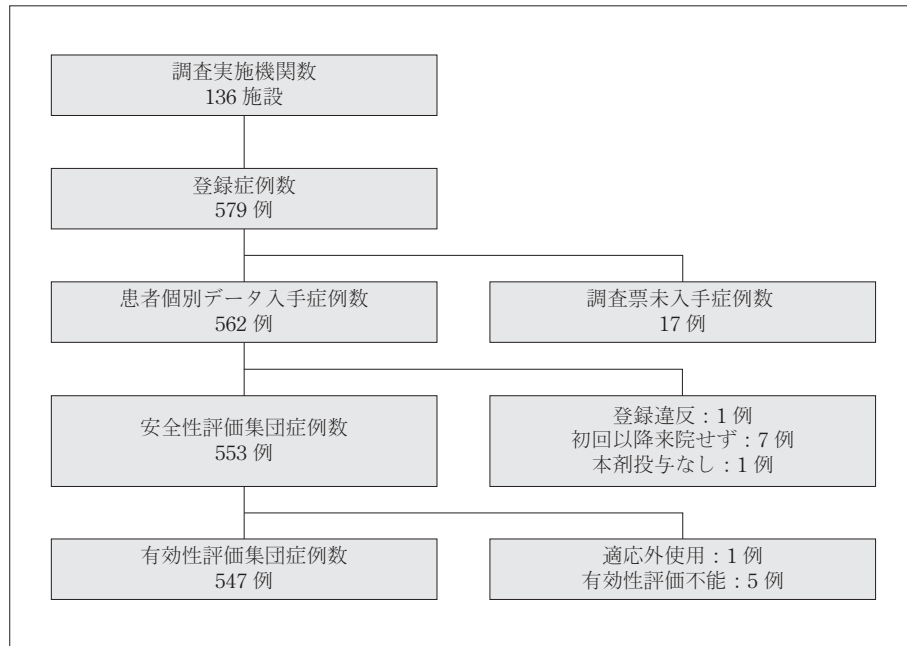 調査実施機関数
136 施設
登録症例数
579 例
患者個別データ入手症例数
562 例
調査票未入手症例数
17 例
安全性評価集団症例数
553 例
登録違反：1 例
初回以降来院せず：7 例
本剤投与なし：1 例
有効性評価集団症例数
547 例
適応外使用：1 例
有効性評価不能：5 例